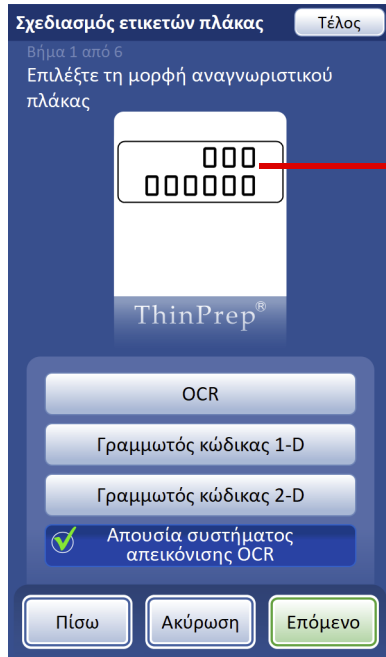 Σχεδιασμός ετικετών πλάκας
Τέλος
Βήμα 1 από 6
Επιλέξτε τη μορφή αναγνωριστικού
πλάκας
000
000000
ThinPrep®
OCR
Γραμμωτός κώδικας 1-D
Γραμμωτός κώδικας 2-D
Απουσία συστήματος
απεικόνισης OCR
Πίσω
Ακύρωση
Επόμενο